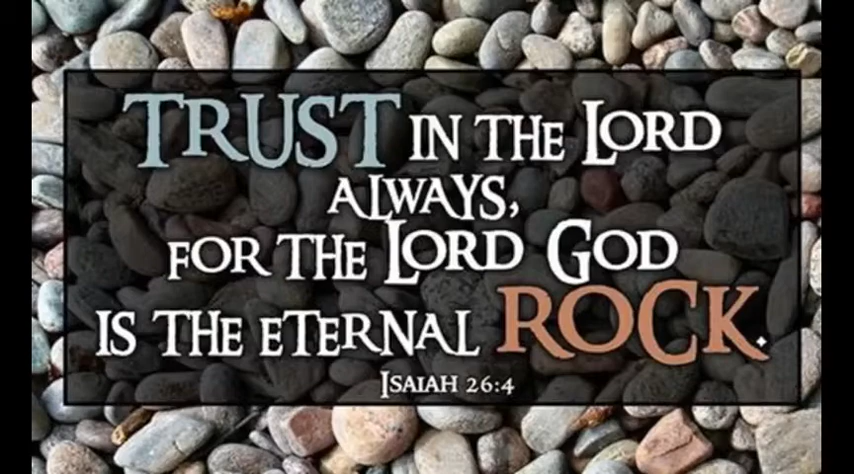 TRUST IN THE LORD
ALWAYS,
FOR THE LORD GOD
IS THE ETERNAL ROCK.
ISAIAH 26:4